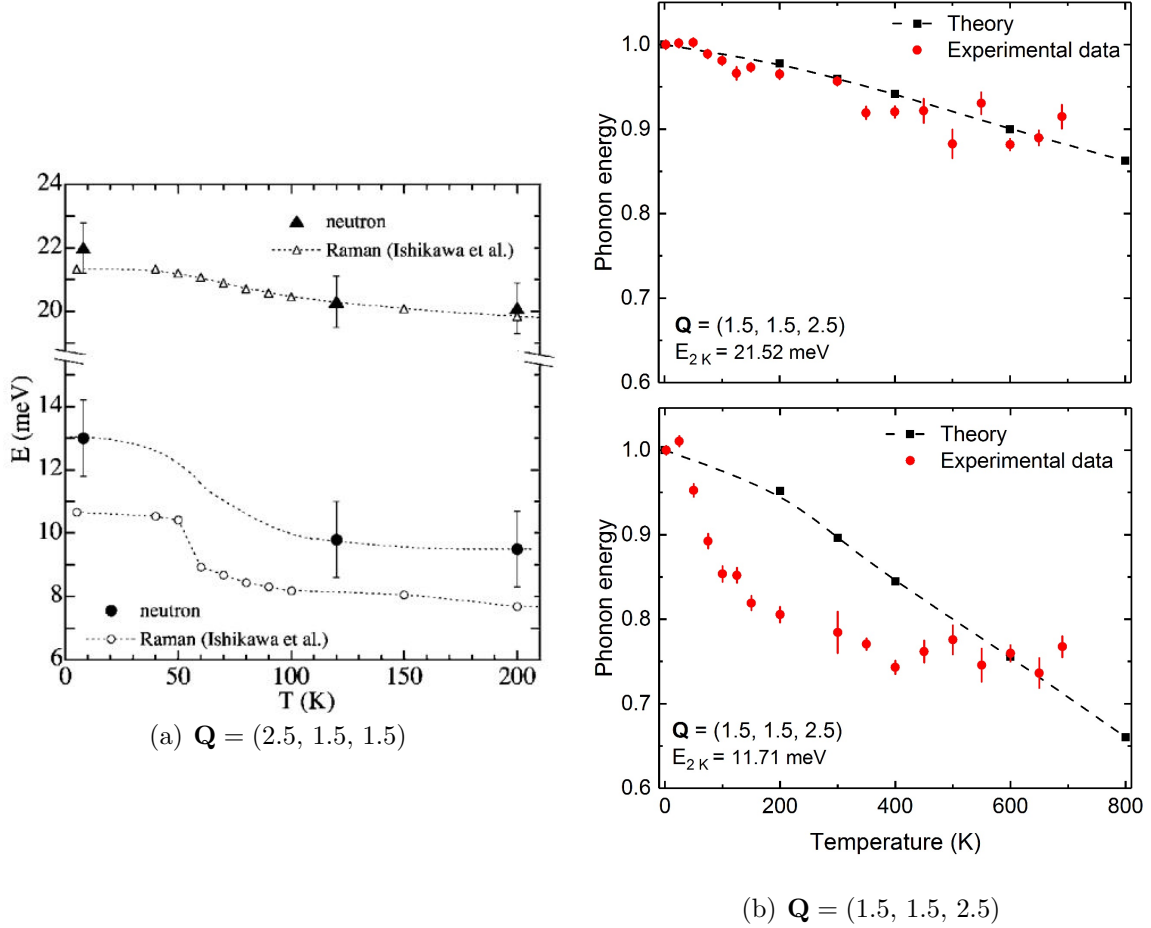 24
22
20
14
12
10
8
6
E (meV)
neutron
Raman (Ishikawa et al.)
neutron
Raman (Ishikawa et al.)
0
50
100
150
200
T (K)
(a) Q = (2.5, 1.5, 1.5)
1.0
0.9
0.8
0.7
0.6
Phonon energy
Theory
Experimental data
Q = (1.5, 1.5, 2.5)
E2 K = 21.52 meV
1.0
0.9
0.8
0.7
0.6
Phonon energy
Theory
Experimental data
Q = (1.5, 1.5, 2.5)
E2 K = 11.71 meV
0
200
400
600
800
Temperature (K)
(b) Q = (1.5, 1.5, 2.5)